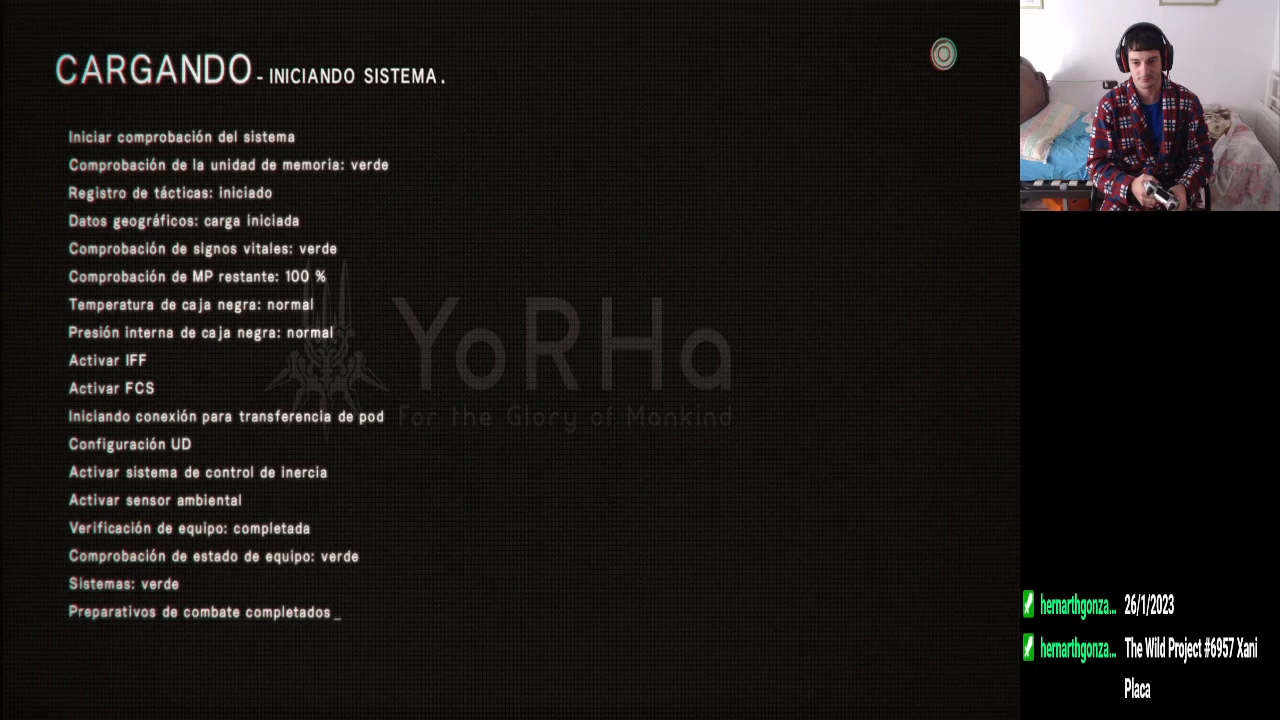 CARGANDO - INICIANDO SISTEMA.
Iniciar comprobación del sistema
Comprobación de la unidad de memoria: verde
Registro de tácticas: iniciado
Datos geográficos: carga iniciada
Comprobación de signos vitales: verde
Comprobación de MP restante: 100 %
Temperatura de caja negra: normal
Presión interna de caja negra: normal
Activar IFF
Activar FCS
Iniciando conexión para transferencia de pod
Configuración UD
Activar sistema de control de inercia
Activar sensor ambiental
Verificación de equipo: completada
Comprobación de estado de equipo: verde
Sistemas: verde
Preparativos de combate completados _
YoRHa
For the Glory of Mankind
hernarthgonza... 26/1/2023
hernarthgonza... The Wild Project #6957 Xani
Placa